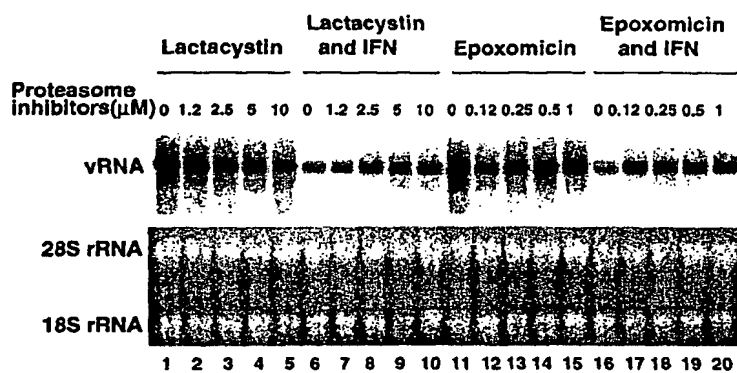 Lactacystin
Lactacystin and IFN
Epoxomicin
Epoxomicin and IFN
Proteasome inhibitors(μM)
0 1.2 2.5 5 10 0 1.2 2.5 5 10 0 0.12 0.25 0.5 1 0 0.12 0.25 0.5 1
vRNA
28S rRNA
18S rRNA
1 2 3 4 5 6 7 8 9 10 11 12 13 14 15 16 17 18 19 20